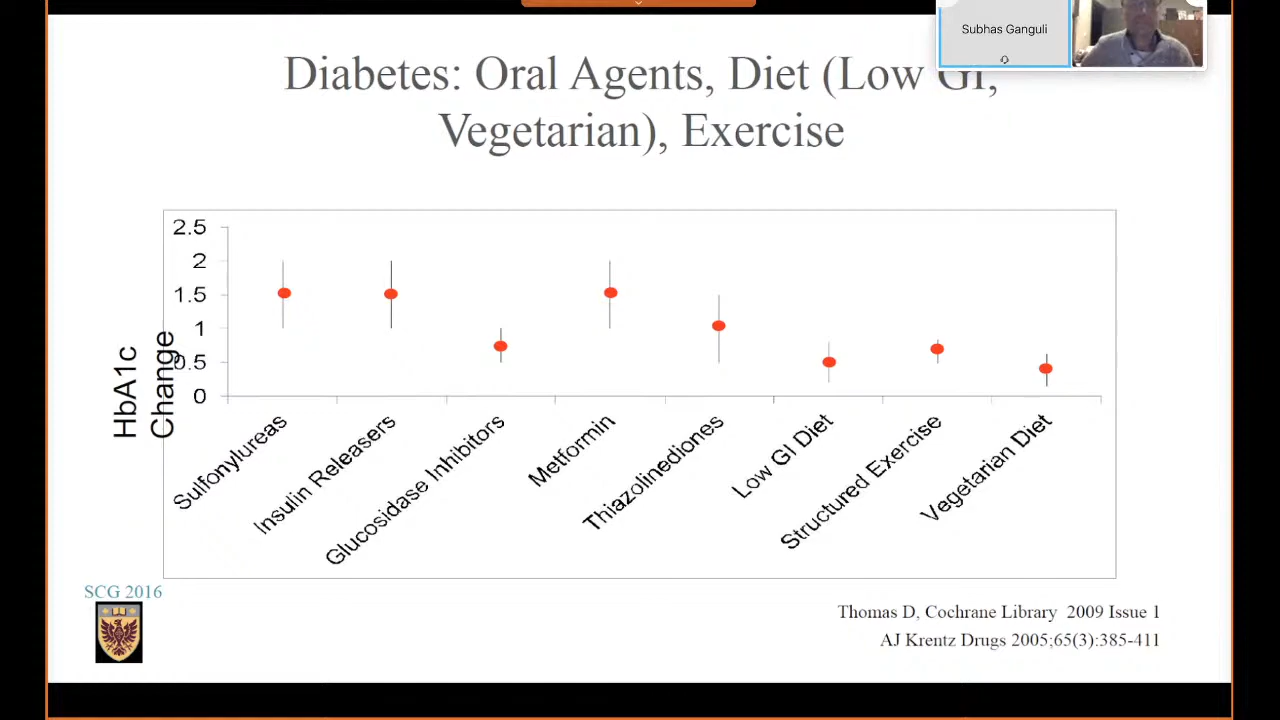 Subhas Ganguli
Diabetes: Oral Agents, Diet (Low GI,
Vegetarian), Exercise
HbA1c
Change
2.5
2
1.5
1
0.5
0
Sulfonylureas
Insulin Releasers
Glucosidase Inhibitors
Metformin
Thiazolinediones
Low GI Diet
Structured Exercise
Vegetarian Diet
SCG 2016
Thomas D, Cochrane Library 2009 Issue 1
AJ Krentz Drugs 2005;65(3):385-411